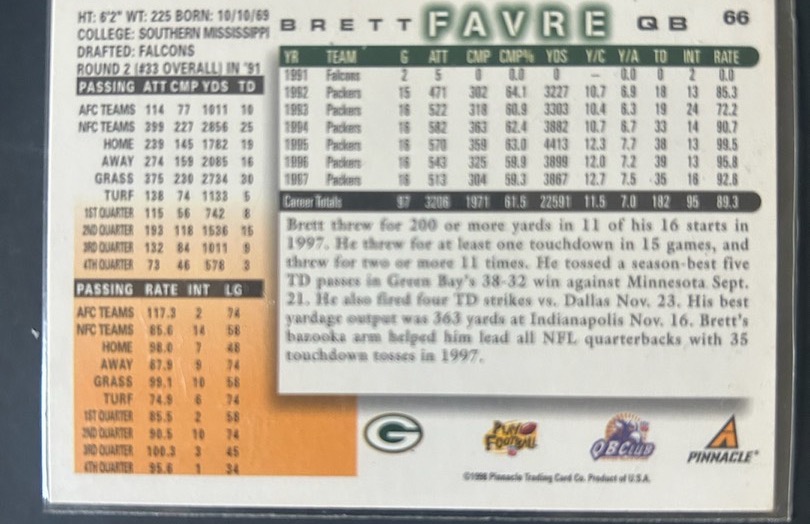 HT: 6'2" WT: 225 BORN: 10/10/69
COLLEGE: SOUTHERN MISSISSIPPI
DRAFTED: FALCONS
ROUND 2 (#33 OVERALL) IN '91
BRETT FAVRE QB 66
PASSING ATT CMP YDS TD
AFC TEAMS 114 77 1011 10
NFC TEAMS 399 227 2856 25
HOME 239 145 1782 19
AWAY 274 159 2085 16
GRASS 375 230 2734 30
TURF 138 74 1133 5
1ST QUARTER 115 56 742 8
2ND QUARTER 193 118 1536 15
3RD QUARTER 132 84 1011 9
4TH QUARTER 73 46 578 3
PASSING RATE INT LG
AFC TEAMS 117.3 2 74
NFC TEAMS 85.6 14 58
HOME 98.0 7 48
AWAY 87.9 9 74
GRASS 99.1 10 58
TURF 74.9 6 74
1ST QUARTER 85.5 2 58
2ND QUARTER 90.5 10 74
3RD QUARTER 100.3 3 45
4TH QUARTER 95.6 1 34
YR TEAM G ATT CMP CMP% YDS Y/C Y/A TD INT RATE
1991 Falcons 2 5 0 0.0 0 – 0.0 0 2 0.0
1992 Packers 15 471 302 64.1 3227 10.7 6.9 18 13 85.3
1993 Packers 16 522 318 60.9 3303 10.4 6.3 19 24 72.2
1994 Packers 16 582 363 62.4 3882 10.7 6.7 33 14 90.7
1995 Packers 16 570 359 63.0 4413 12.3 7.7 38 13 99.5
1996 Packers 16 543 325 59.9 3899 12.0 7.2 39 13 95.8
1997 Packers 16 513 304 59.3 3867 12.7 7.5 35 16 92.6
Career Totals 97 3206 1971 61.5 22591 11.5 7.0 182 95 89.3
Brett threw for 200 or more yards in 11 of his 16 starts in
1997. He threw for at least one touchdown in 15 games, and
threw for two or more 11 times. He tossed a season-best five
TD passes in Green Bay's 38-32 win against Minnesota Sept.
21. He also fired four TD strikes vs. Dallas Nov. 23. His best
yardage output was 363 yards at Indianapolis Nov. 16. Brett's
bazooka arm helped him lead all NFL quarterbacks with 35
touchdown tosses in 1997.
G
PLAY FOOTBALL
QB CLUB
PINNACLE®
©1998 Pinnacle Trading Card Co. Product of U.S.A.